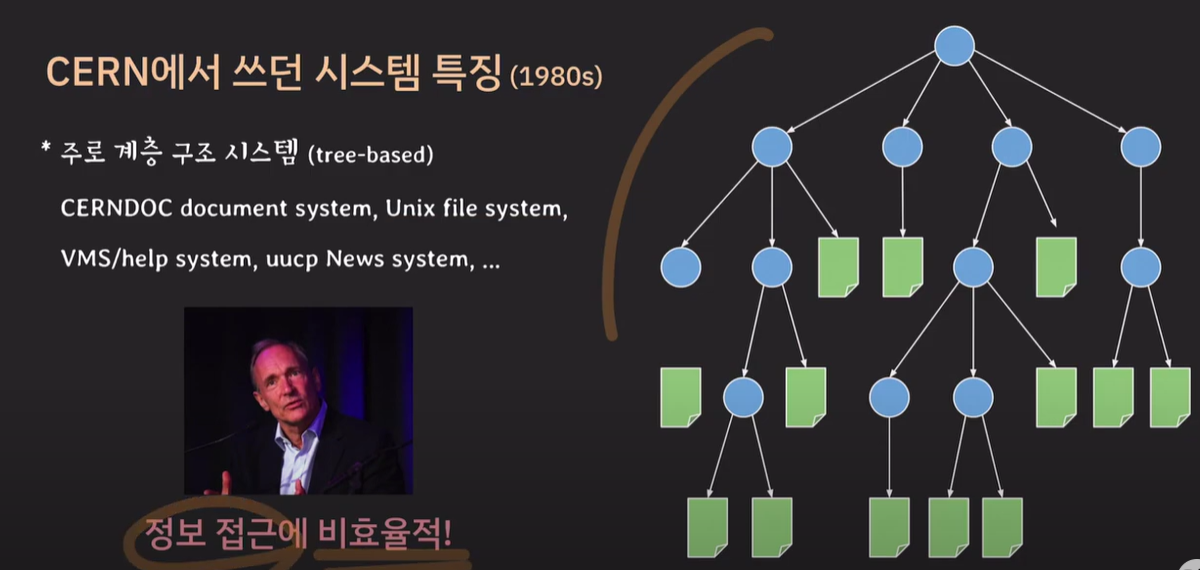 CERN에서 쓰던 시스템 특징 (1980s)
* 주로 계층 구조 시스템 (tree-based)
CERNDOC document system, Unix file system,
VMS/help system, uucp News system, ...
정보 접근에 비효율적!